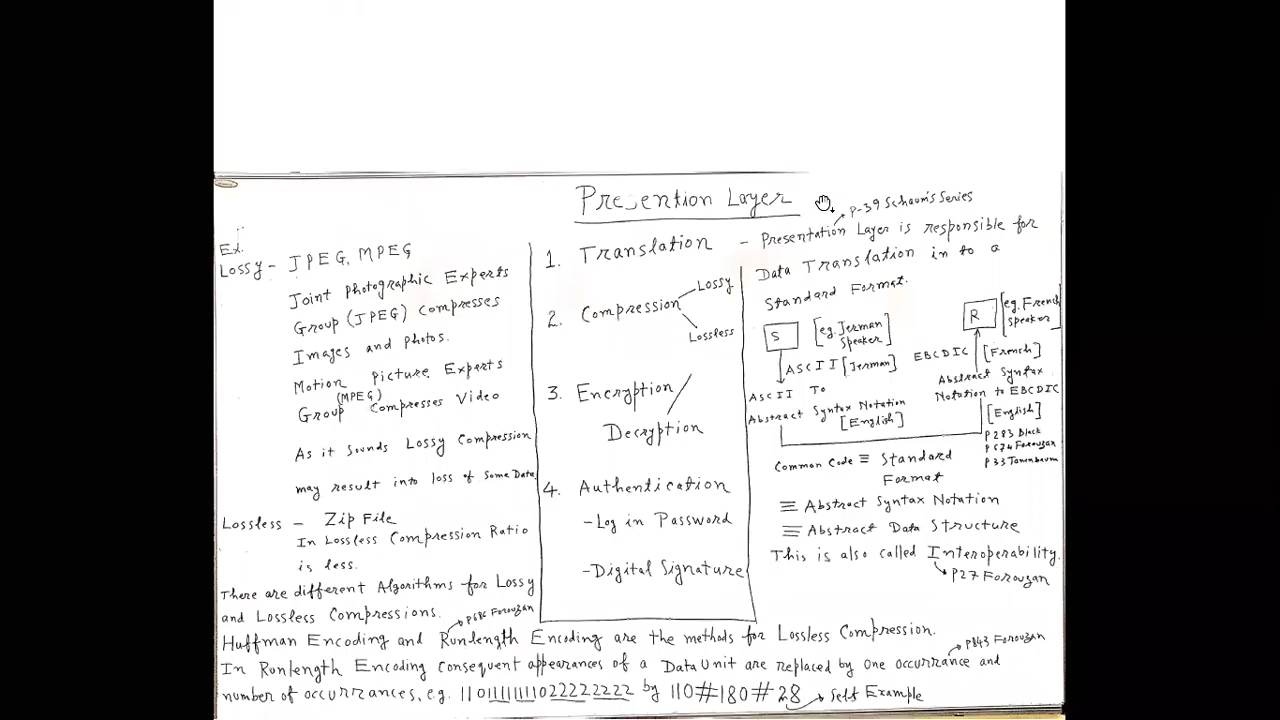 Presention Layer
P-39 Schaum's Series
Ex.
Lossy - JPEG, MPEG
Joint Photographic Experts
Group (JPEG) Compresses
Images and Photos.
Motion Picture Experts
Group (MPEG) Compresses Video
As it sounds Lossy Compression
may result into loss of Some Data
Lossless - Zip File
In Lossless Compression Ratio
is less.
There are different Algorithms for Lossy
and Lossless Compressions.
P686 Forouzan
1. Translation
2. Compression
Lossy
Lossless
3. Encryption /
Decryption
4. Authentication
- Log in Password
- Digital Signature
- Presentation Layer is responsible for
Data Translation in to a
Standard Format.
S [eg. Jerman
Speaker]
R [eg. French
Speaker]
ASCII [Jerman]
EBCDIC [French]
ASCII To
Abstract Syntax Notation
[English]
Abstract Syntax
Notation to EBCDIC
[English]
P 283 Black
P 674 Forouzan
P 33 Tanenbaum
Common Code ≡ Standard
Format
≡ Abstract Syntax Notation
≡ Abstract Data Structure
This is also called Interoperability.
P27 Forouzan
Huffman Encoding and Runlength Encoding are the methods for Lossless Compression.
P843 Forouzan
In Runlength Encoding consequent appearances of a Data Unit are replaced by one occurrance and
number of occurrances, e.g. by 110#180#28 Self Example